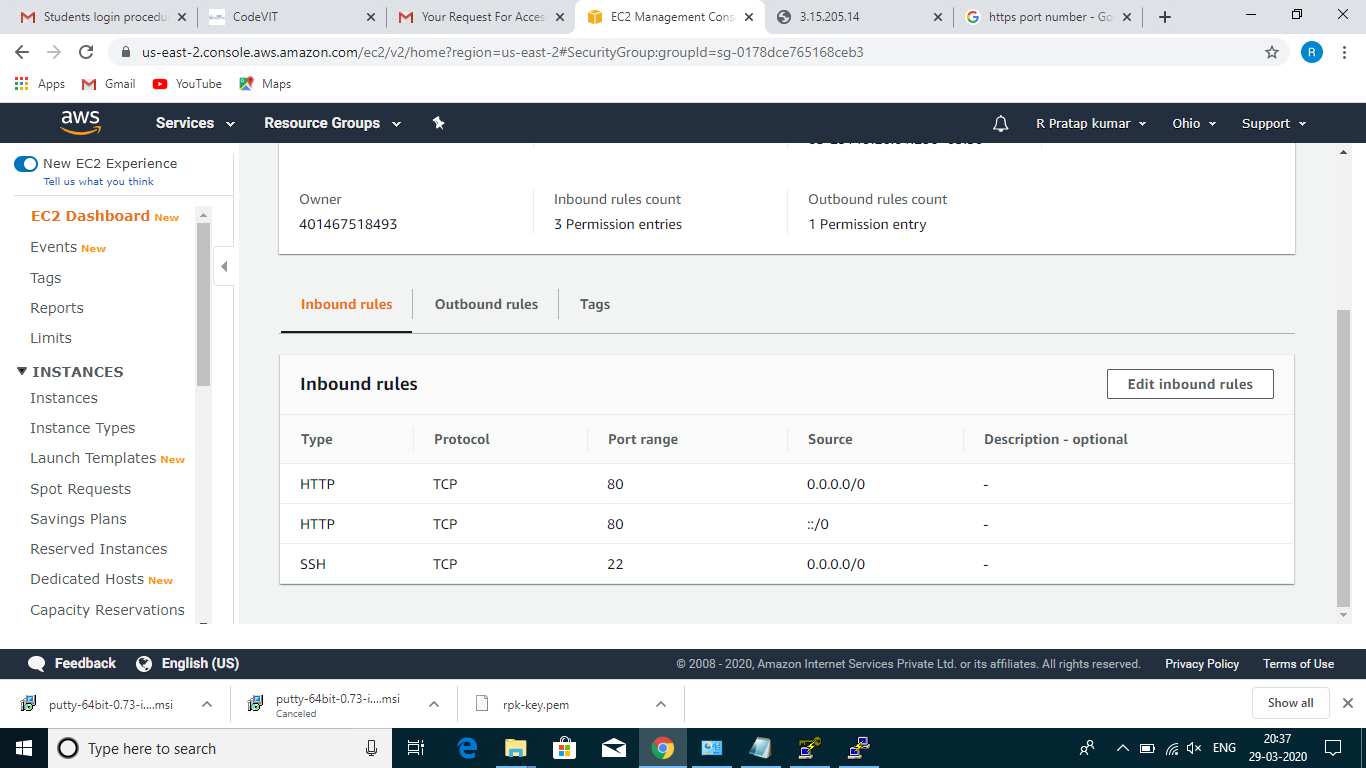 Students login procedu
CodeVIT
Your Request For Acces
EC2 Management Cons
3.15.205.14
https port number - Go
us-east-2.console.aws.amazon.com/ec2/v2/home?region=us-east-2#SecurityGroup:groupId=sg-0178dce765168ceb3
R
Apps
Gmail
YouTube
Maps
aws
Services
Resource Groups
R Pratap kumar
Ohio
Support
New EC2 Experience
Tell us what you think
EC2 Dashboard New
Events New
Tags
Reports
Limits
INSTANCES
Instances
Instance Types
Launch Templates New
Spot Requests
Savings Plans
Reserved Instances
Dedicated Hosts New
Capacity Reservations
Owner
401467518493
Inbound rules count
3 Permission entries
Outbound rules count
1 Permission entry
Inbound rules
Outbound rules
Tags
Inbound rules
Edit inbound rules
Type Protocol Port range Source Description - optional
HTTP TCP 80 0.0.0.0/0 -
HTTP TCP 80 ::/0 -
SSH TCP 22 0.0.0.0/0 -
Feedback
English (US)
© 2008 - 2020, Amazon Internet Services Private Ltd. or its affiliates. All rights reserved.
Privacy Policy
Terms of Use
putty-64bit-0.73-i....msi
putty-64bit-0.73-i....msi
Canceled
rpk-key.pem
Show all
Type here to search
ENG
20:37
29-03-2020